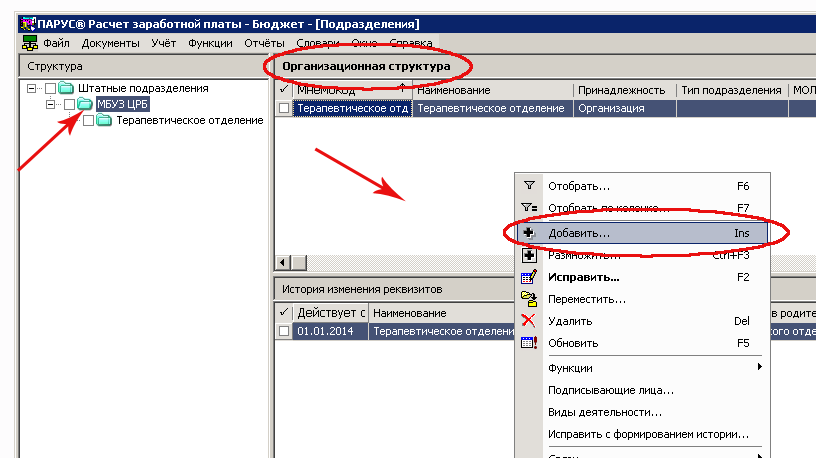 ПАРУС® Расчет заработной платы - Бюджет - [Подразделения]
Файл Документы Учёт Функции Отчёты Словари Окно Справка
Структура
Штатные подразделения
МБУЗ ЦРБ
Терапевтическое отделение
Организационная структура
Мнемокод Наименование Принадлежность Тип подразделения МОЛ
Терапевтическое отд Терапевтическое отделение Организация
Отобрать... F6
Отобрать по колонке... F7
Добавить... Ins
Размножить... Ctrl+F3
Исправить... F2
Переместить...
Удалить Del
Обновить F5
Функции
Подписывающие лица...
Виды деятельности...
Исправить с формированием истории...
Связи
История изменения реквизитов
Действует с Наименование в родите
01.01.2014 Терапевтическое отделени кого отде